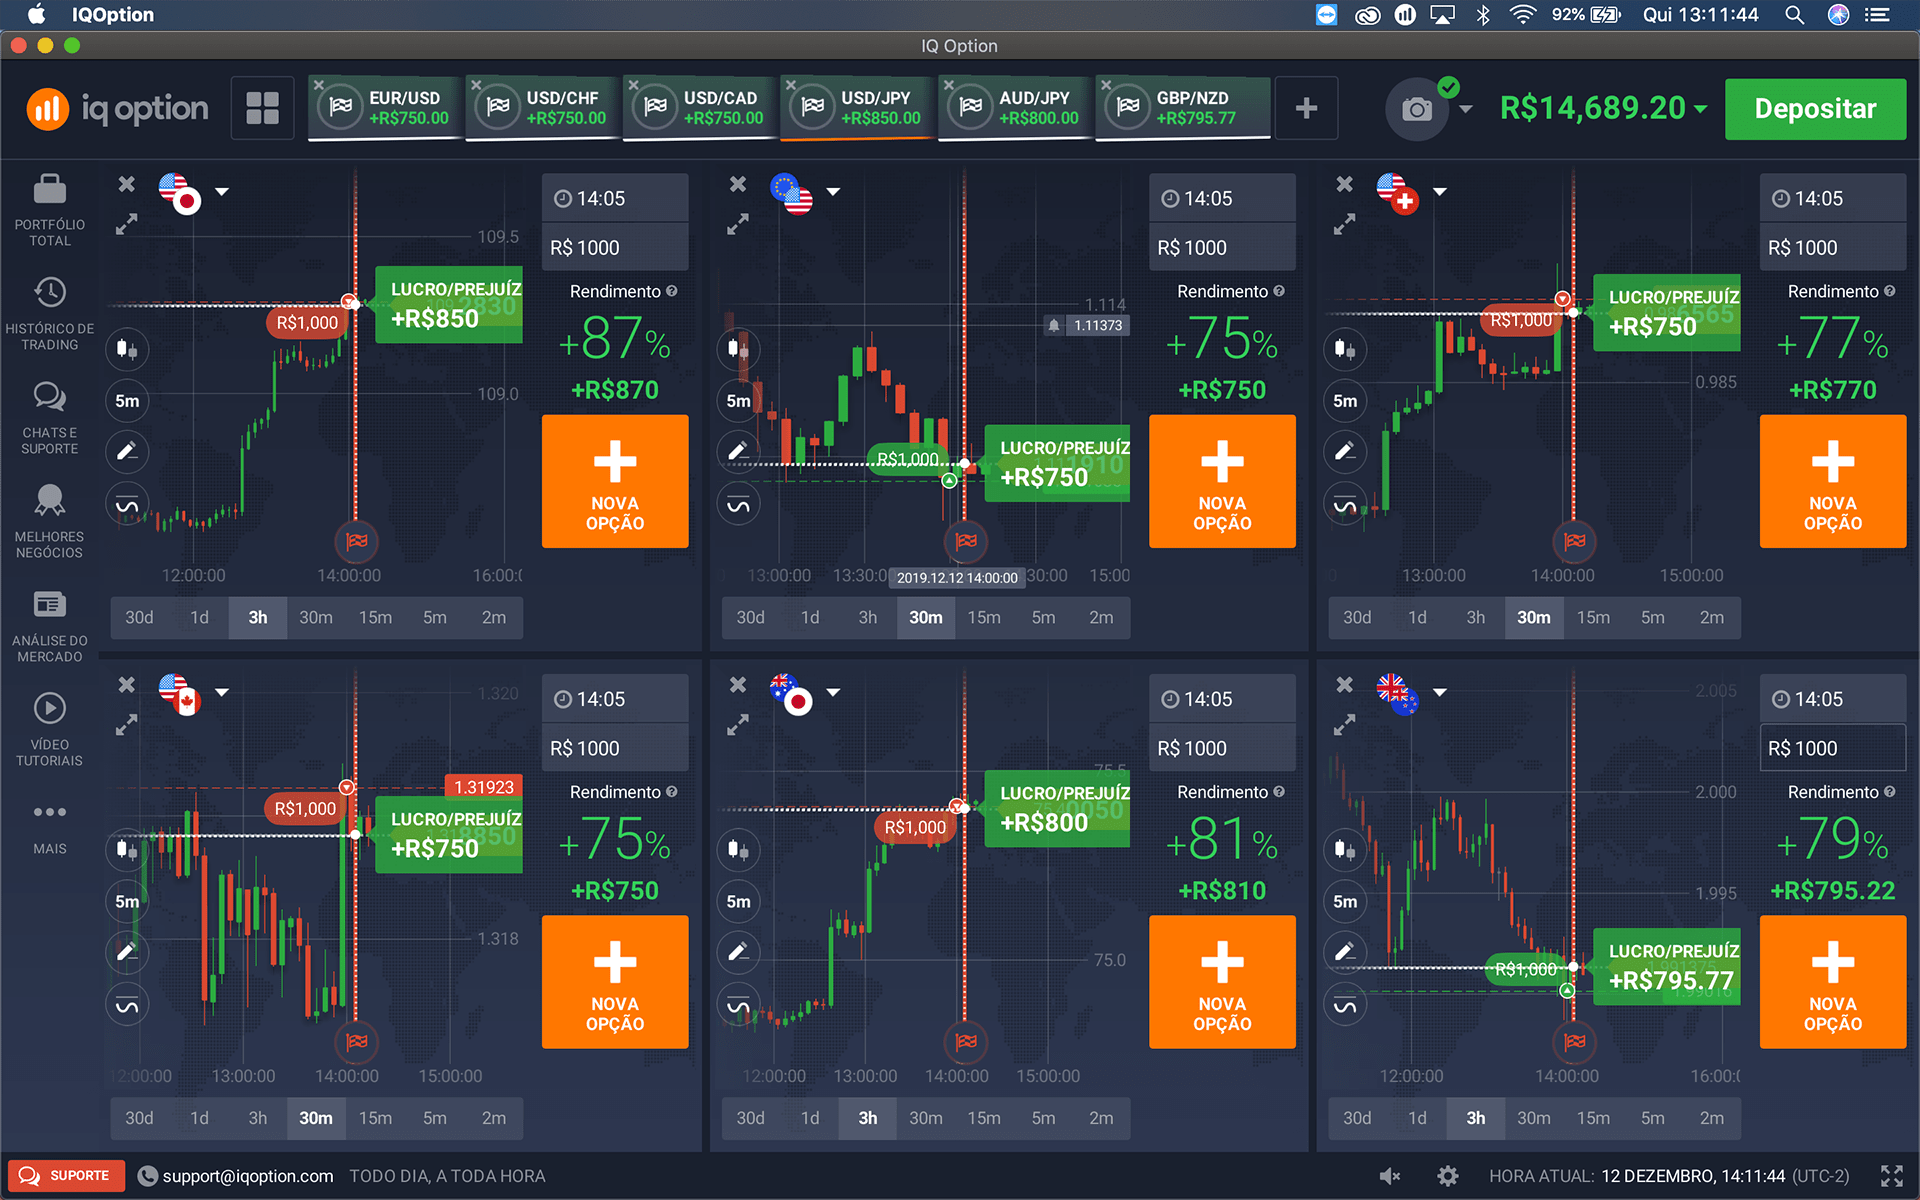 IQOption
92%
Qui 13:11:44
IQ Option
iq option
EUR/USD
+R$750.00
USD/CHF
+R$750.00
USD/CAD
+R$750.00
USD/JPY
+R$850.00
AUD/JPY
+R$800.00
GBP/NZD
+R$795.77
R$14,689.20
Depositar
PORTFÓLIO
TOTAL
HISTÓRICO DE
TRADING
CHATS E
SUPORTE
MELHORES
NEGÓCIOS
ANÁLISE DO
MERCADO
VÍDEO
TUTORIAIS
MAIS
109.5
109.0
R$1,000
LUCRO/PREJUÍZ
+R$850
5m
12:00:00
14:00:00
16:00:0
30d 1d 3h 30m 15m 5m 2m
14:05
R$ 1000
Rendimento
+87%
+R$870
NOVA
OPÇÃO
1.114
1.11373
R$1,000
LUCRO/PREJUÍZ
+R$750
5m
13:00:00
13:30:
2019.12.12 14:00:00
30:00
15:00
30d 1d 3h 30m 15m 5m 2m
14:05
R$ 1000
Rendimento
+75%
+R$750
NOVA
OPÇÃO
R$1,000
LUCRO/PREJUÍZ
+R$750
0.985
5m
13:00:00
14:00:00
15:00:00
30d 1d 3h 30m 15m 5m 2m
14:05
R$ 1000
Rendimento
+77%
+R$770
NOVA
OPÇÃO
1.320
1.31923
R$1,000
LUCRO/PREJUÍZ
+R$750
1.318
5m
12:00:00
13:00:00
14:00:00
15:00:00
30d 1d 3h 30m 15m 5m 2m
14:05
R$ 1000
Rendimento
+75%
+R$750
NOVA
OPÇÃO
75.5
R$1,000
LUCRO/PREJUÍZ
+R$800
75.0
5m
12:00:00
13:00:00
14:00:00
15:00:00
30d 1d 3h 30m 15m 5m 2m
14:05
R$ 1000
Rendimento
+81%
+R$810
NOVA
OPÇÃO
2.005
2.000
1.995
R$1,000
LUCRO/PREJUÍZ
+R$795.77
5m
12:00:00
14:00:00
16:00:
30d 1d 3h 30m 15m 5m 2m
14:05
R$ 1000
Rendimento
+79%
+R$795.22
NOVA
OPÇÃO
SUPORTE
support@iqoption.com
TODO DIA, A TODA HORA
HORA ATUAL: 12 DEZEMBRO, 14:11:44 (UTC-2)